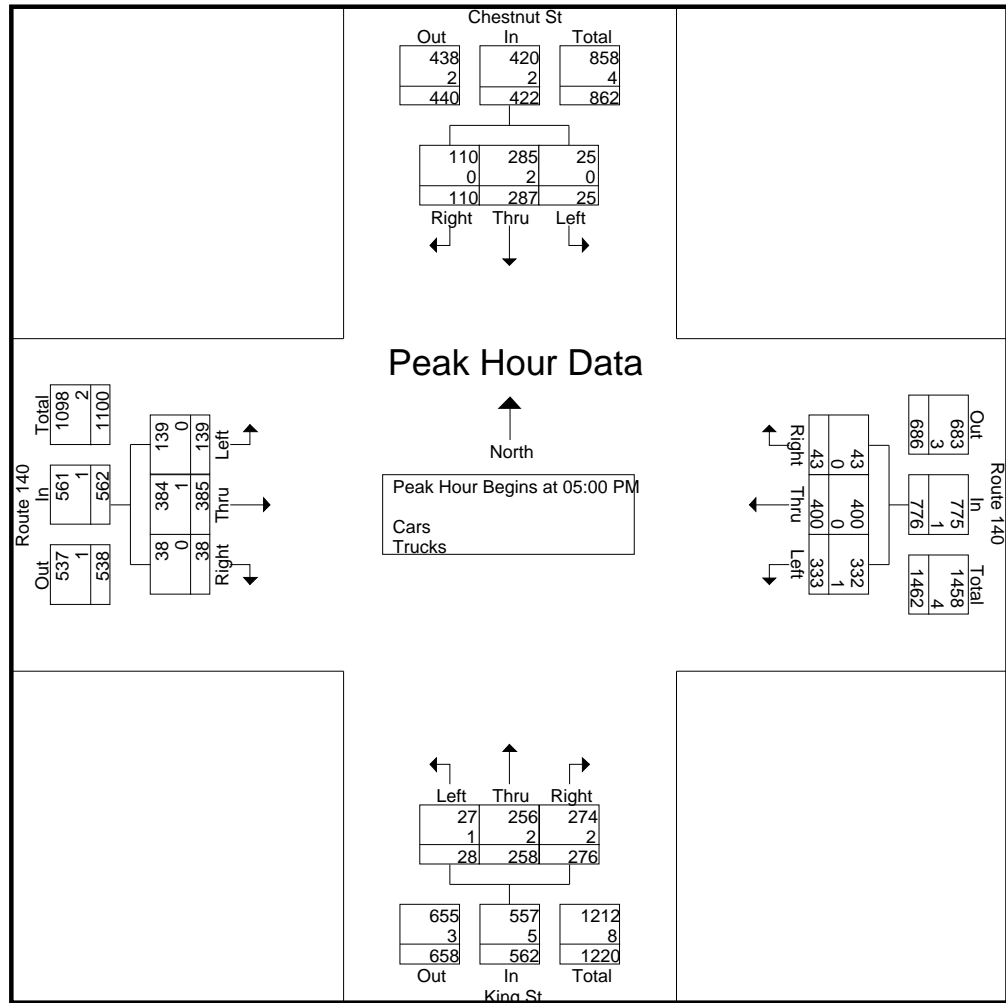 Chestnut St
Out In Total
438 420 858
2 2 4
440 422 862
110 285 25
0 2 0
110 287 25
Right Thru Left
Peak Hour Data
North
Peak Hour Begins at 05:00 PM
Cars
Trucks
Route 140
Total In Out
1098 561 537
2 1 1
1100 562 538
139 384 38
0 1 0
139 385 38
Left Thru Right
Route 140
Out In Total
683 775 1458
3 1 4
686 776 1462
43 400 332
0 0 1
43 400 333
Right Thru Left
Left Thru Right
27 256 274
1 2 2
28 258 276
655 557 1212
3 5 8
658 562 1220
Out In Total
King St